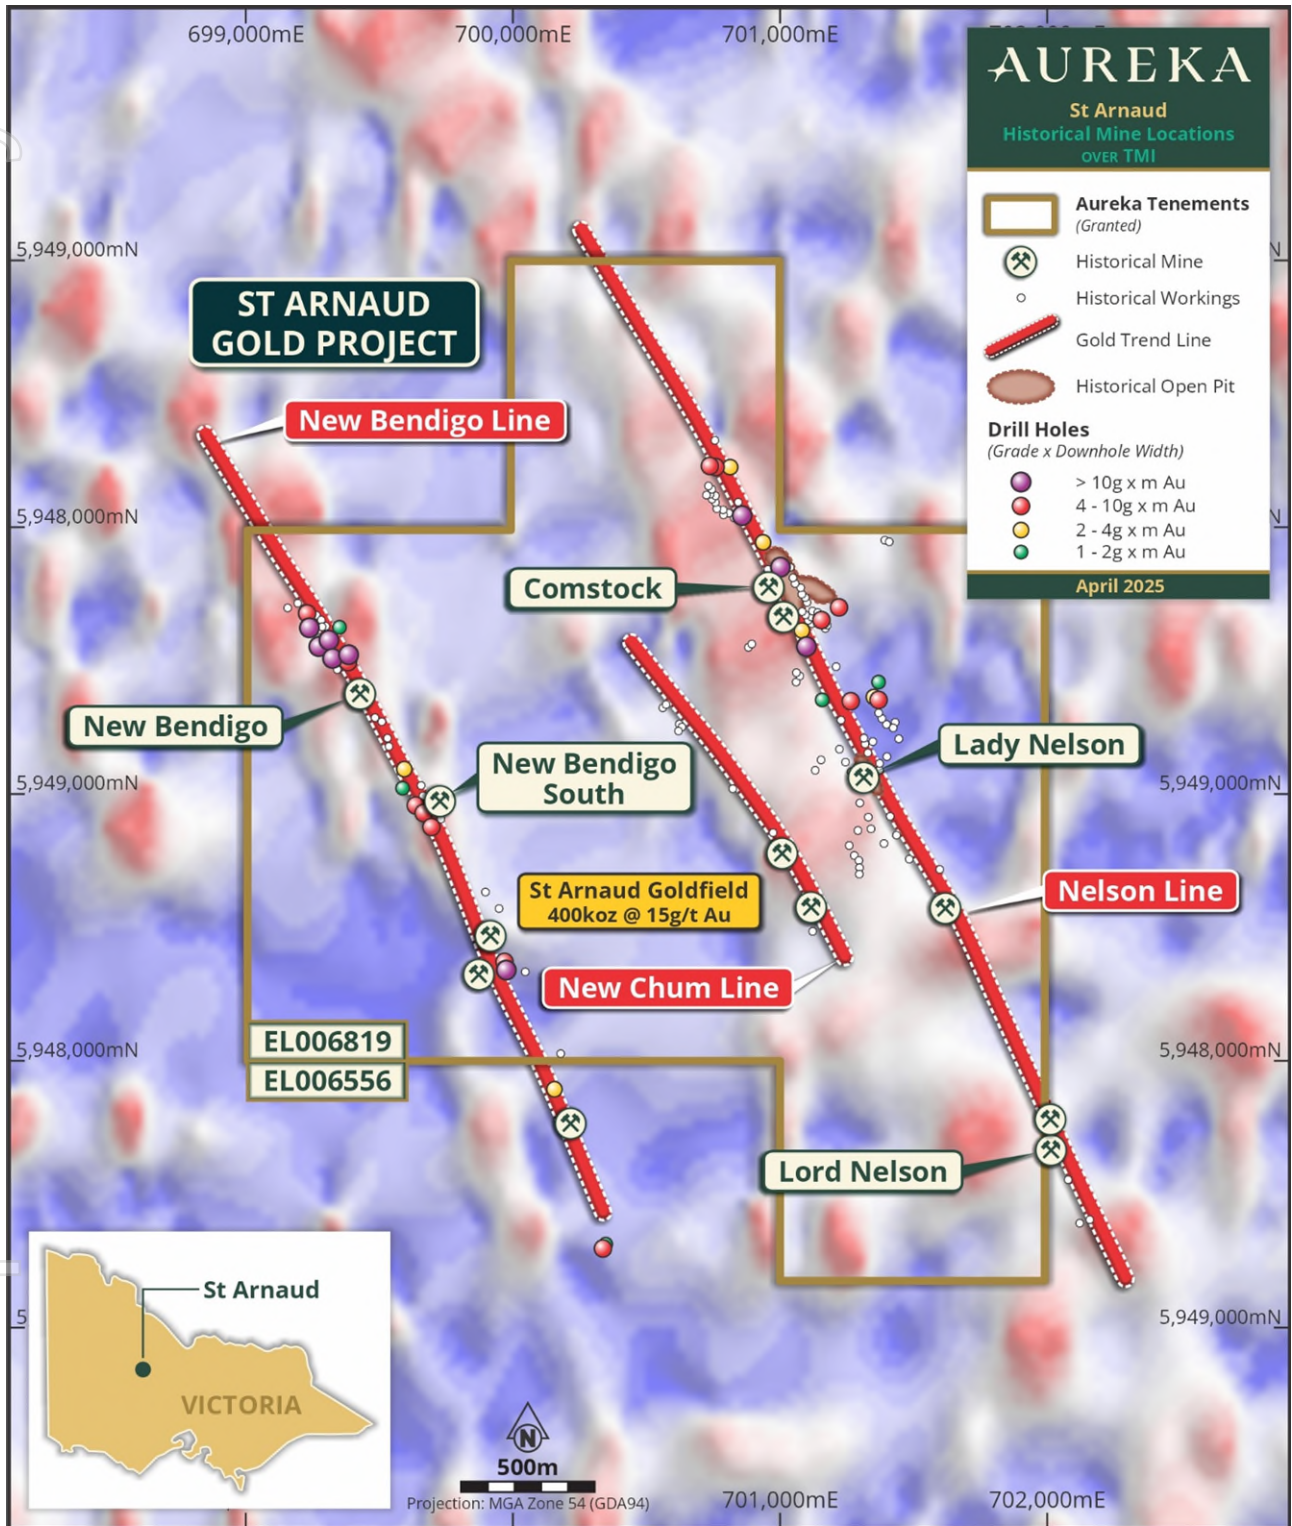 699,000mE
700,000mE
701,000mE
AUREKA
St Arnaud
Historical Mine Locations
OVER TMI
Aureka Tenements
(Granted)
Historical Mine
Historical Workings
Gold Trend Line
Historical Open Pit
Drill Holes
(Grade x Downhole Width)
> 10g x m Au
4 - 10g x m Au
2 - 4g x m Au
1 - 2g x m Au
April 2025
5,949,000mN
ST ARNAUD
GOLD PROJECT
New Bendigo Line
5,948,000mN
Comstock
New Bendigo
Lady Nelson
New Bendigo
South
5,949,000mN
5,949,000mN
St Arnaud Goldfield
400koz @ 15g/t Au
Nelson Line
New Chum Line
EL006819
5,948,000mN
5,948,000mN
EL006556
Lord Nelson
St Arnaud
5,949,000mN
VICTORIA
N
500m
Projection: MGA Zone 54 (GDA94)
701,000mE
702,000mE